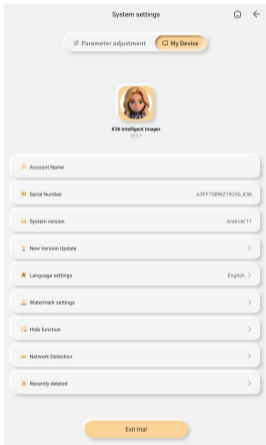 System settings
Parameter adjustment
My Device
K36 Intelligent Imager
Account Name
Serial Number
System version
Android 11
New Version Update
Language settings
English
Watermark settings
Hide function
Network Detection
Recently deleted
Exit trial